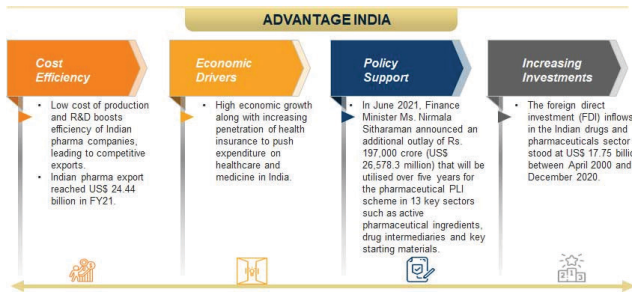 ADVANTAGE INDIA
Cost
Efficiency
• Low cost of production
and R&D boosts
efficiency of Indian
pharma companies,
leading to competitive
exports.
• Indian pharma export
reached US$ 24.44
billion in FY21.
Economic
Drivers
• High economic growth
along with increasing
penetration of health
insurance to push
expenditure on
healthcare and
medicine in India.
Policy
Support
• In June 2021, Finance
Minister Ms. Nirmala
Sitharaman announced an
additional outlay of Rs.
197,000 crore (US$
26,578.3 million) that will be
utilised over five years for
the pharmaceutical PLI
scheme in 13 key sectors
such as active
pharmaceutical ingredients,
drug intermediaries and key
starting materials.
Increasing
Investments
• The foreign direct
investment (FDI) inflows
in the Indian drugs and
pharmaceuticals sector
stood at US$ 17.75 billio
between April 2000 and
December 2020.
2 1 3